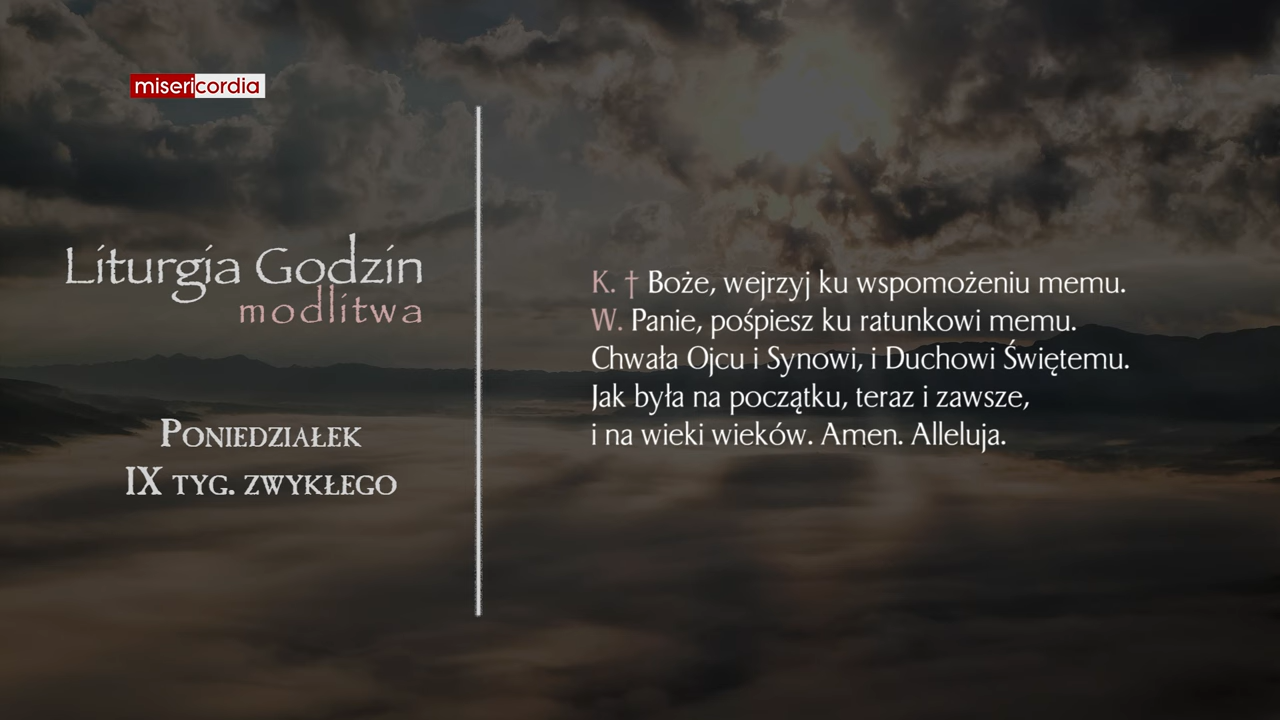 misericordia
Liturgia Godzin
modlitwa
Poniedziałek
IX tyg. zwykłego
K. † Boże, wejrzyj ku wspomożeniu memu.
W. Panie, pośpiesz ku ratunkowi memu.
Chwała Ojcu i Synowi, i Duchowi Świętemu.
Jak była na początku, teraz i zawsze,
i na wieki wieków. Amen. Alleluja.